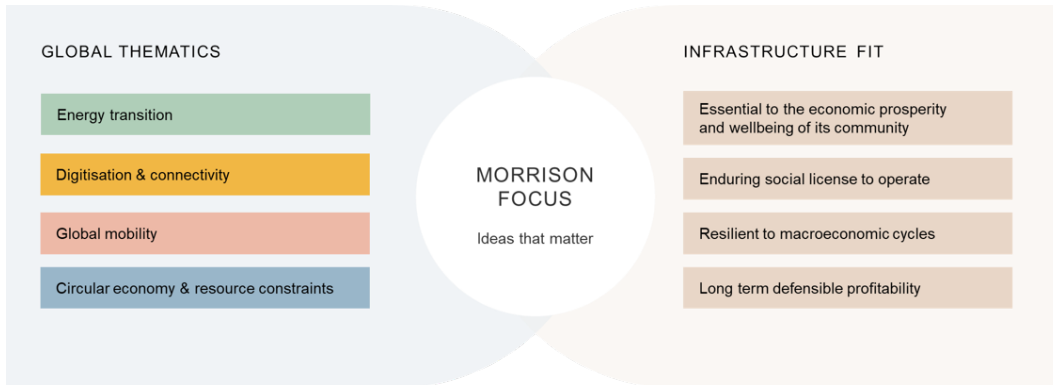 GLOBAL THEMATICS
Energy transition
Digitisation & connectivity
Global mobility
Circular economy & resource constraints
MORRISON
FOCUS
Ideas that matter
INFRASTRUCTURE FIT
Essential to the economic prosperity
and wellbeing of its community
Enduring social license to operate
Resilient to macroeconomic cycles
Long term defensible profitability